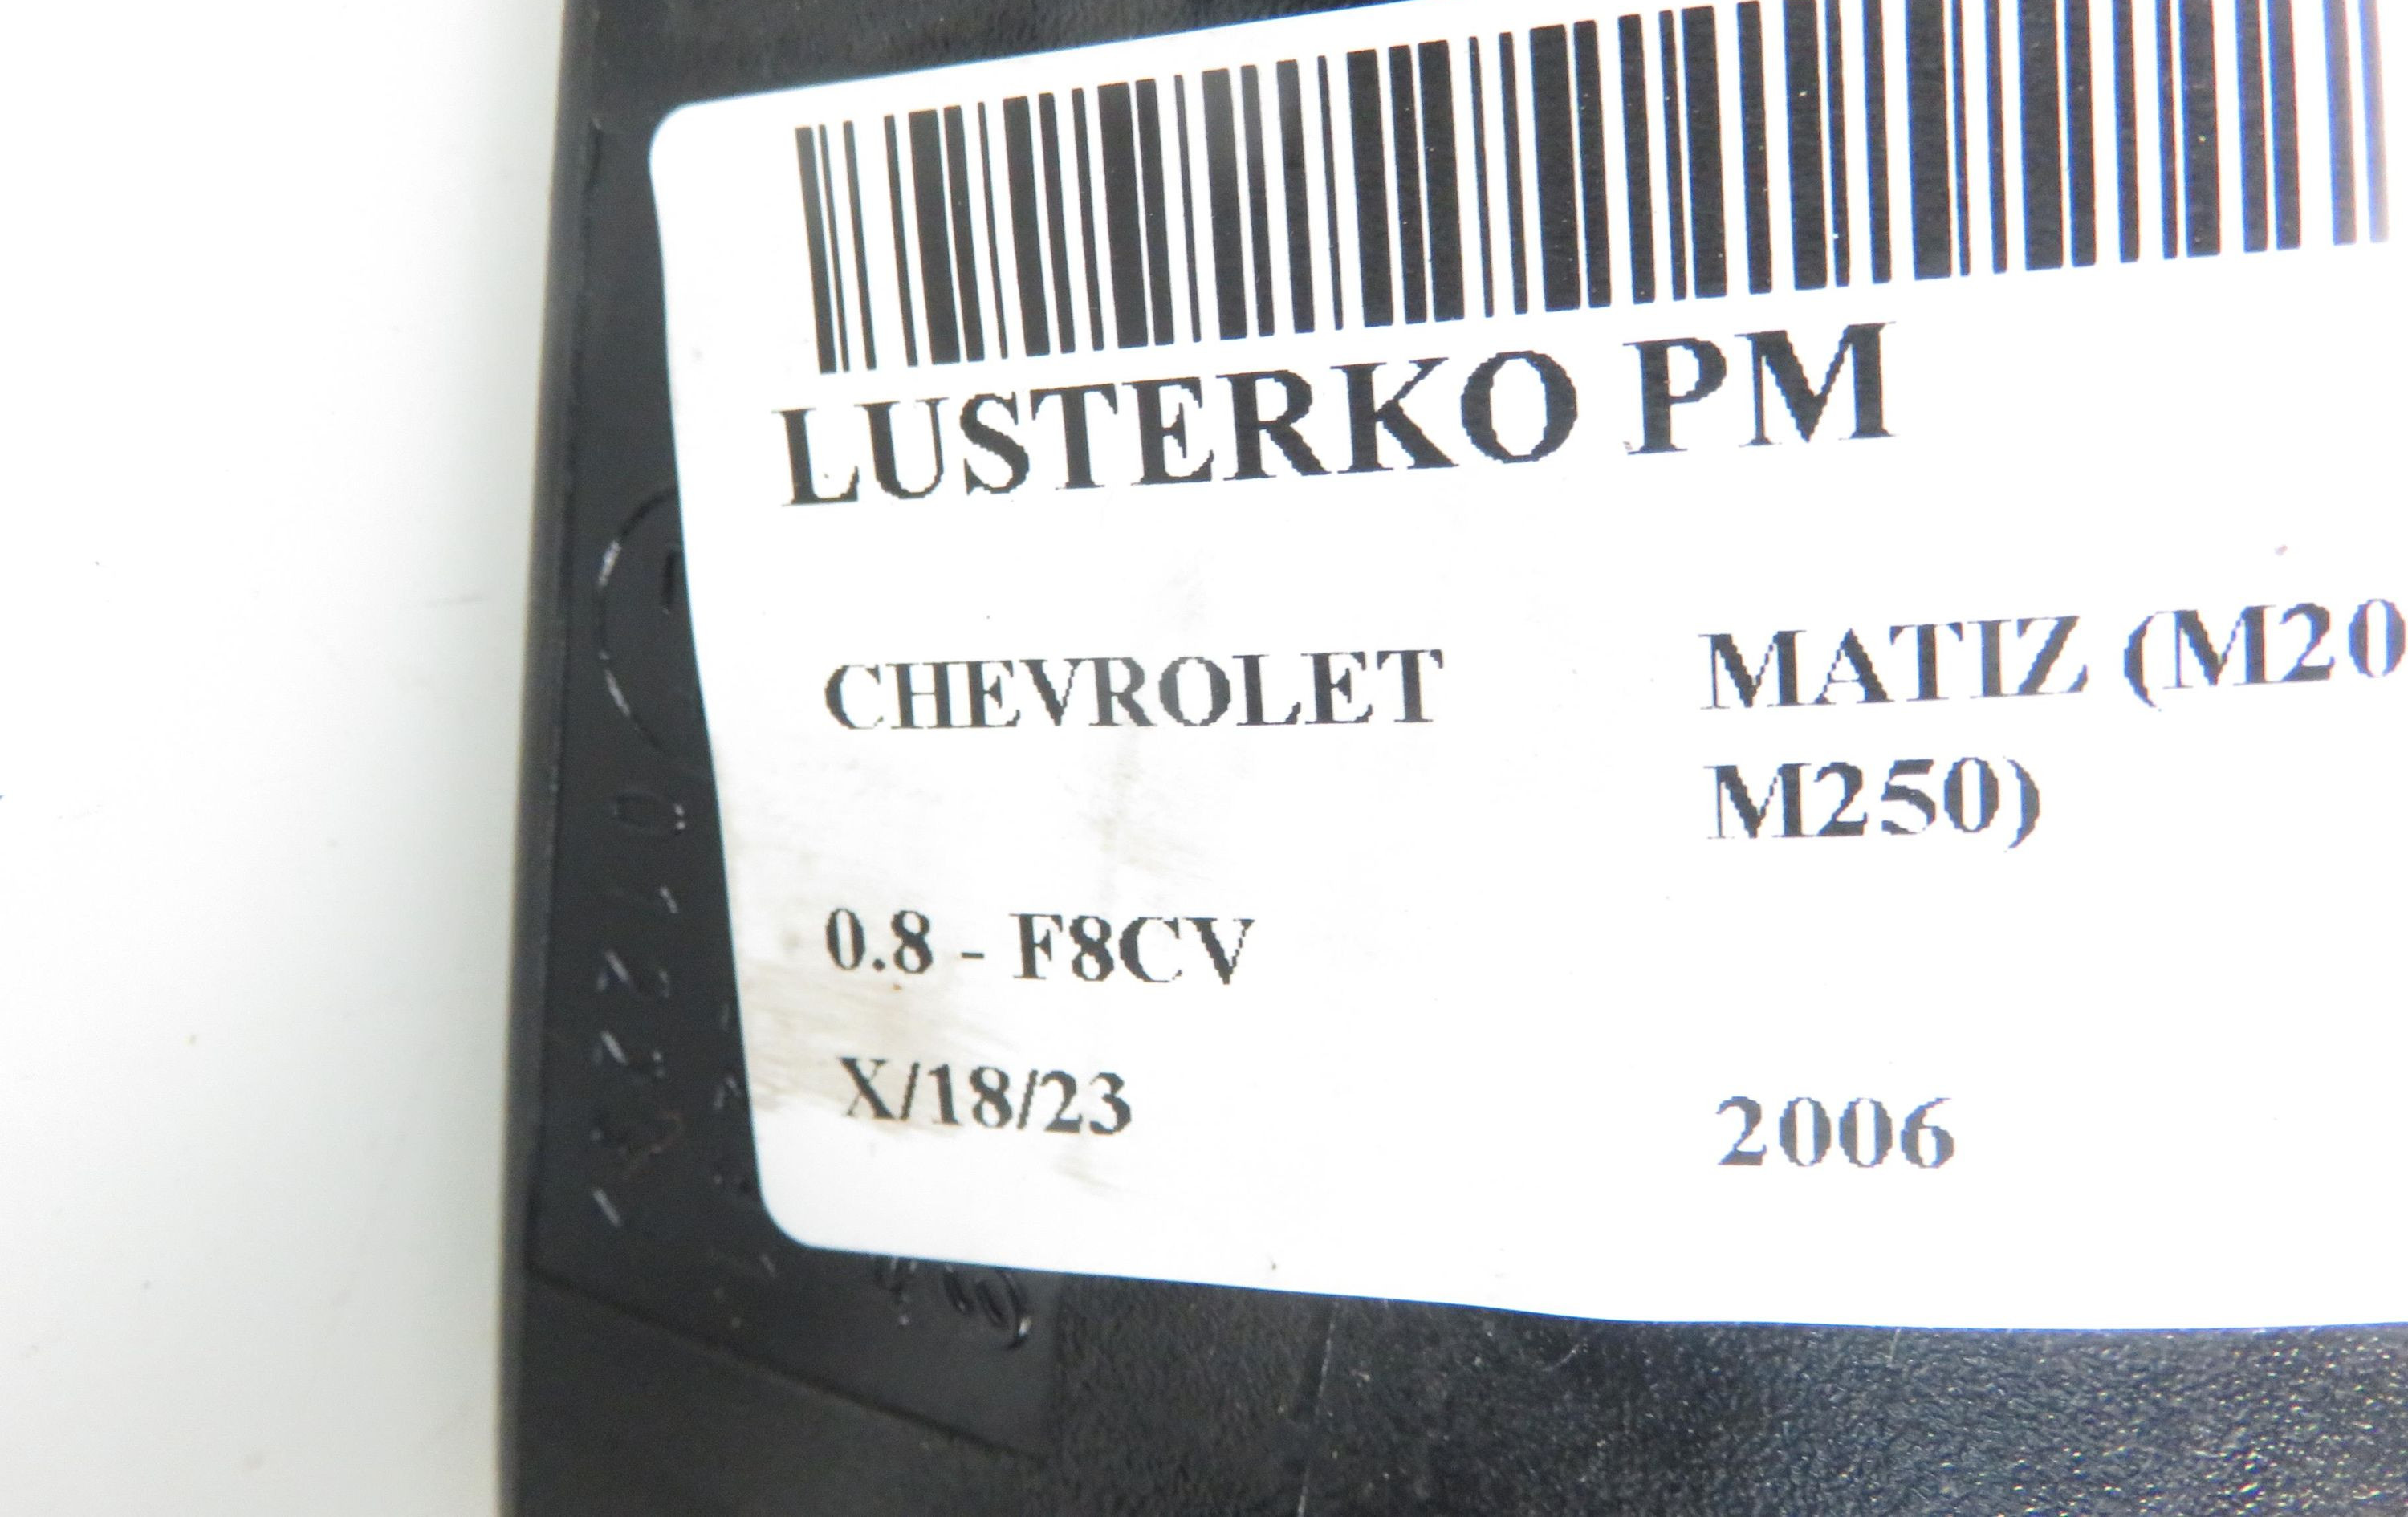 LUSTERKO PM
CHEVROLET MATIZ (M20
M250)
0.8 - F8CV
X/18/23 2006